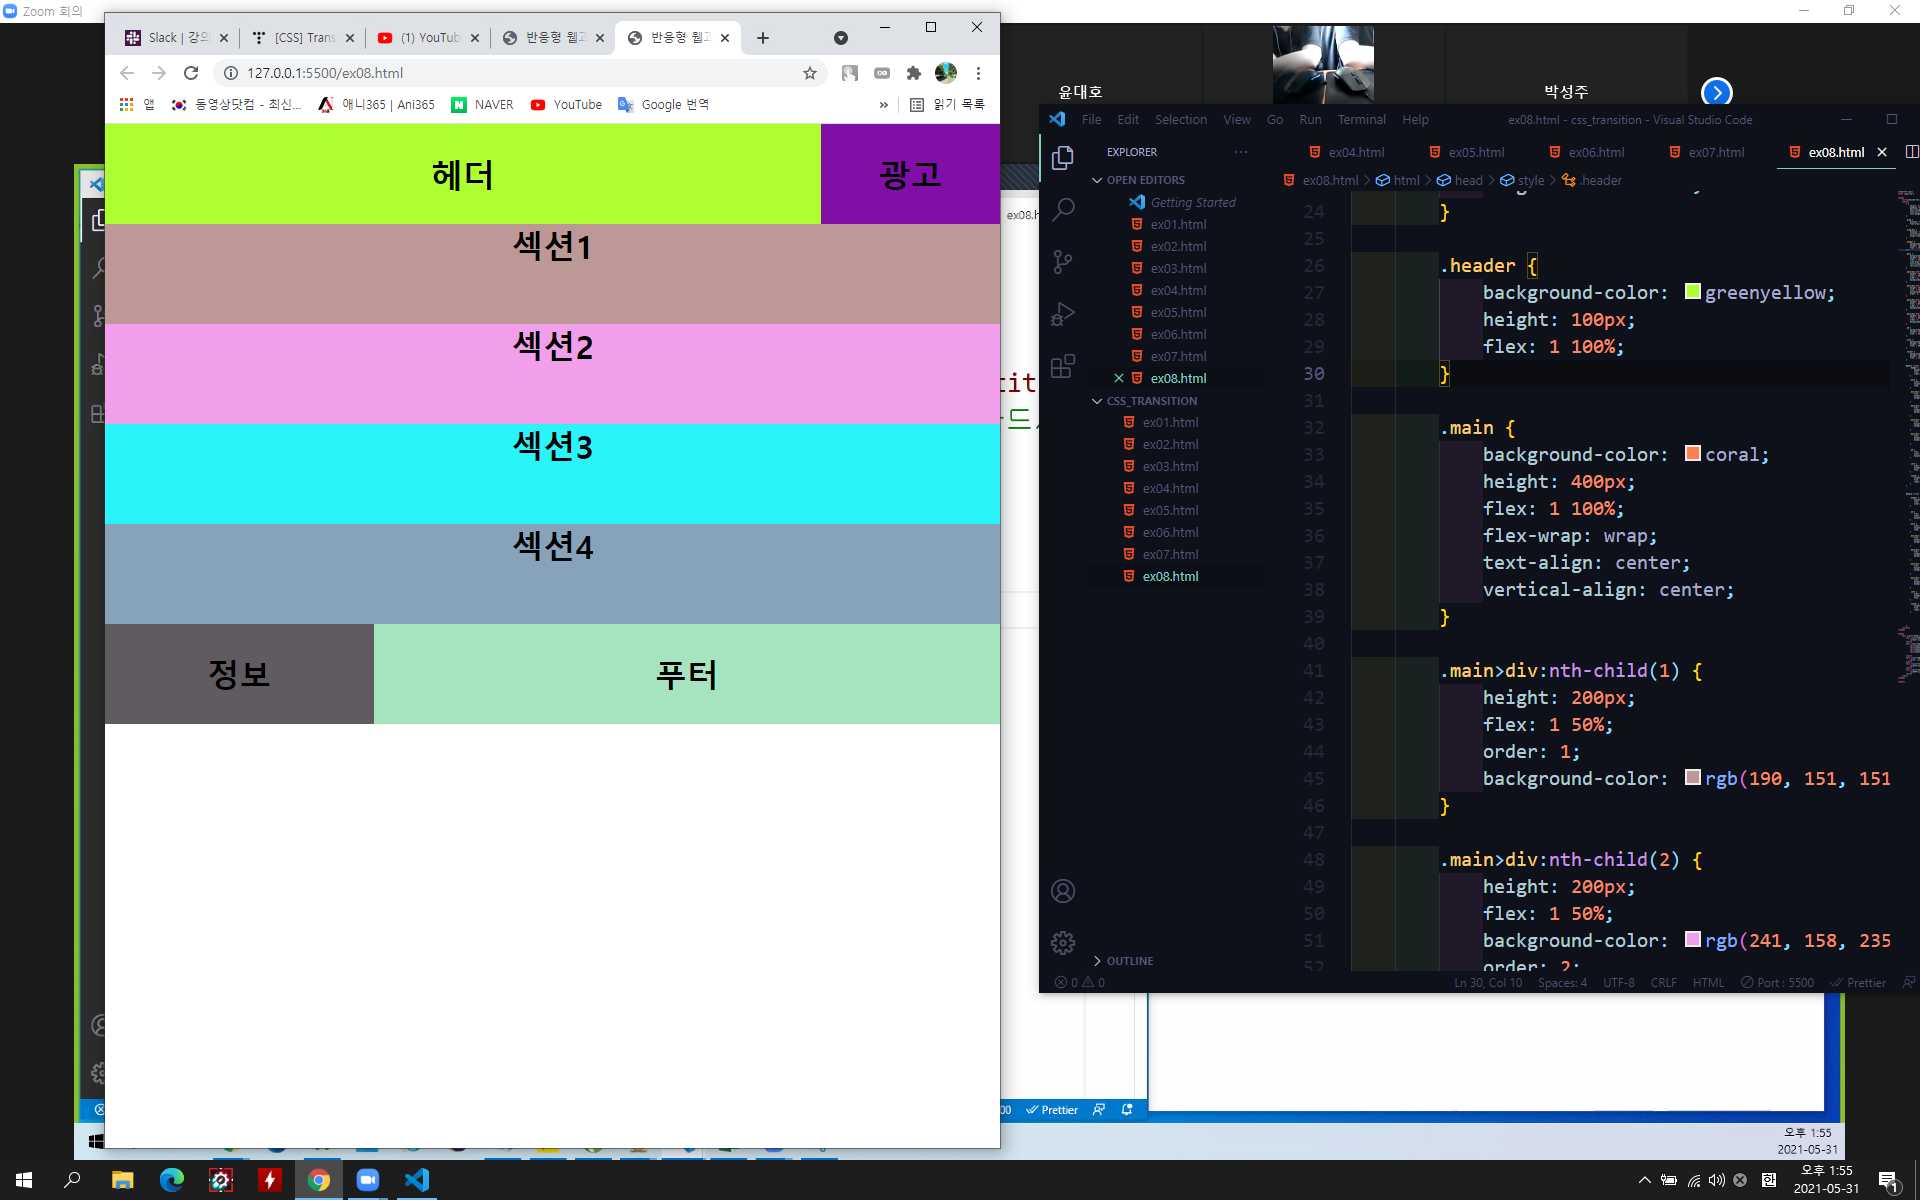 Zoom 회의
Slack | 강의
[CSS] Trans
(1) YouTub
반응형 웹고
반응형 웹고
127.0.0.1:5500/ex08.html
앱
동영상닷컴 - 최신...
애니365 | Ani365
NAVER
YouTube
Google 번역
»
읽기 목록
헤더
광고
섹션1
섹션2
섹션3
섹션4
정보
푸터
윤대호
박성주
File Edit Selection View Go Run Terminal Help
ex08.html - css_transition - Visual Studio Code
EXPLORER
OPEN EDITORS
Getting Started
ex01.html
ex02.html
ex03.html
ex04.html
ex05.html
ex06.html
ex07.html
ex08.html
CSS_TRANSITION
ex01.html
ex02.html
ex03.html
ex04.html
ex05.html
ex06.html
ex07.html
ex08.html
OUTLINE
ex04.html ex05.html ex06.html ex07.html ex08.html
ex08.html > html > head > style > .header
24 }
25
26 .header {
27 background-color: greenyellow;
28 height: 100px;
29 flex: 1 100%;
30 }
31
32 .main {
33 background-color: coral;
34 height: 400px;
35 flex: 1 100%;
36 flex-wrap: wrap;
37 text-align: center;
38 vertical-align: center;
39 }
40
41 .main>div:nth-child(1) {
42 height: 200px;
43 flex: 1 50%;
44 order: 1;
45 background-color: rgb(190, 151, 151
46 }
47
48 .main>div:nth-child(2) {
49 height: 200px;
50 flex: 1 50%;
51 background-color: rgb(241, 158, 235
52 order: 2;
0 0
Ln 30, Col 10 Spaces: 4 UTF-8 CRLF HTML Port : 5500 Prettier
ex08.h
tit
드
00 Prettier
오후 1:55
2021-05-31
오후 1:55
2021-05-31
1